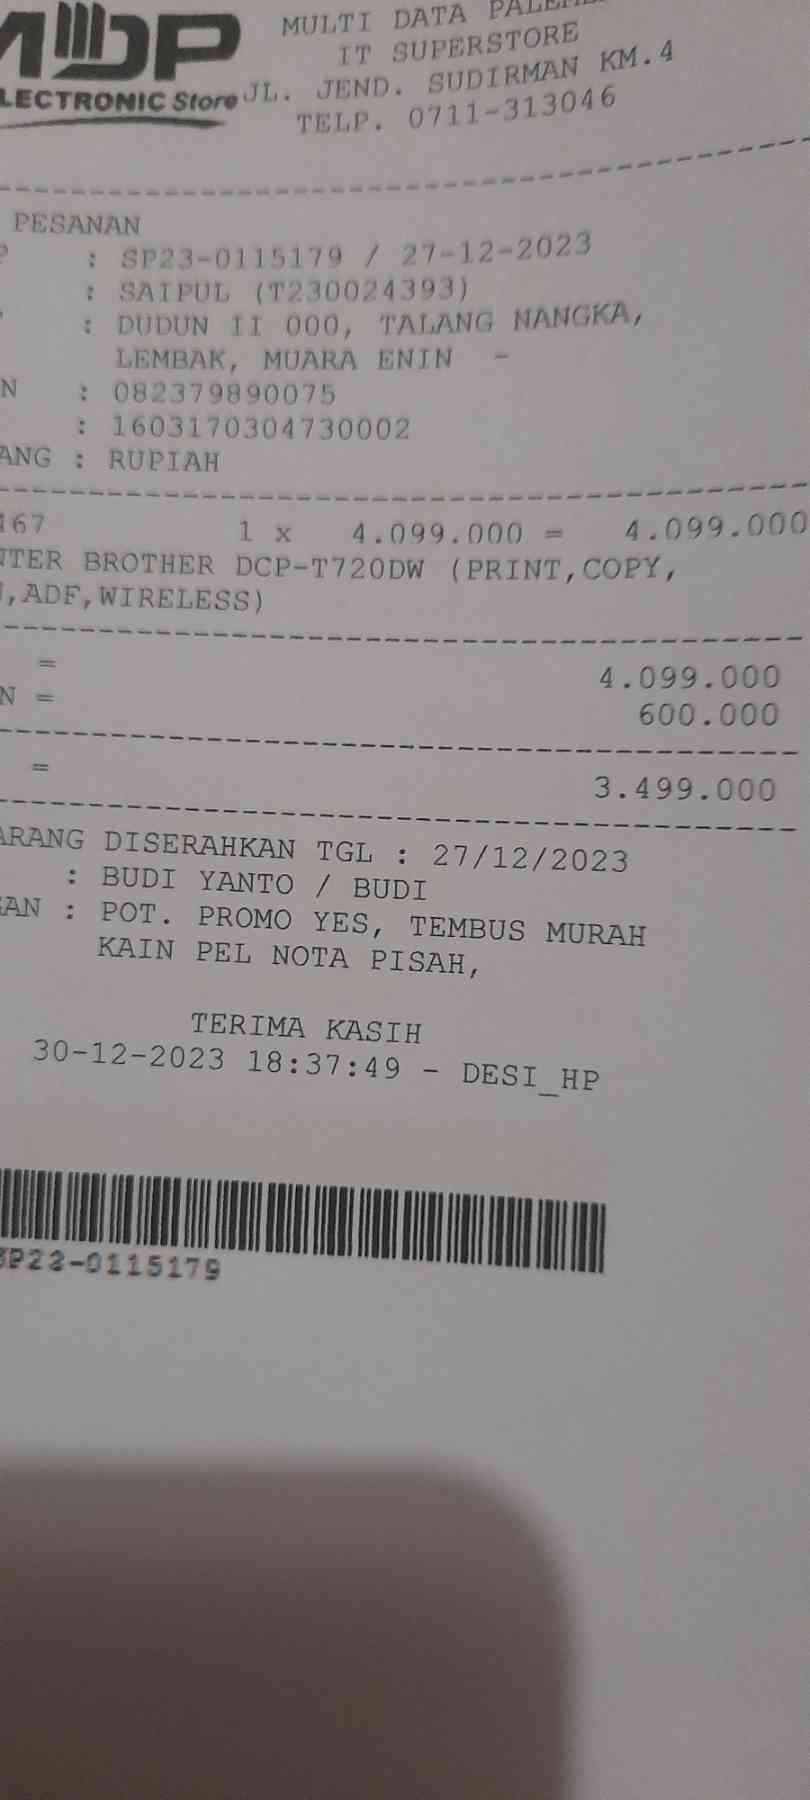 MDP
ELECTRONIC Store
MULTI DATA
IT SUPERSTORE
JL. JEND. SUDIRMAN KM.4
TELP. 0711-313046
PESANAN
: SP23-0115179 / 27-12-2023
: SAIPUL (T230024393)
: DUDUN II 000, TALANG NANGKA,
LEMBAK, MUARA ENIN -
N : 082379890075
: 1603170304730002
ANG : RUPIAH
467 1 x 4.099.000 = 4.099.000
NTER BROTHER DCP-T720DW (PRINT,COPY,
,ADF,WIRELESS)
= 4.099.000
N = 600.000
= 3.499.000
ARANG DISERAHKAN TGL : 27/12/2023
: BUDI YANTO / BUDI
GAN : POT. PROMO YES, TEMBUS MURAH
KAIN PEL NOTA PISAH,
TERIMA KASIH
30-12-2023 18:37:49 - DESI_HP
SP23-0115179